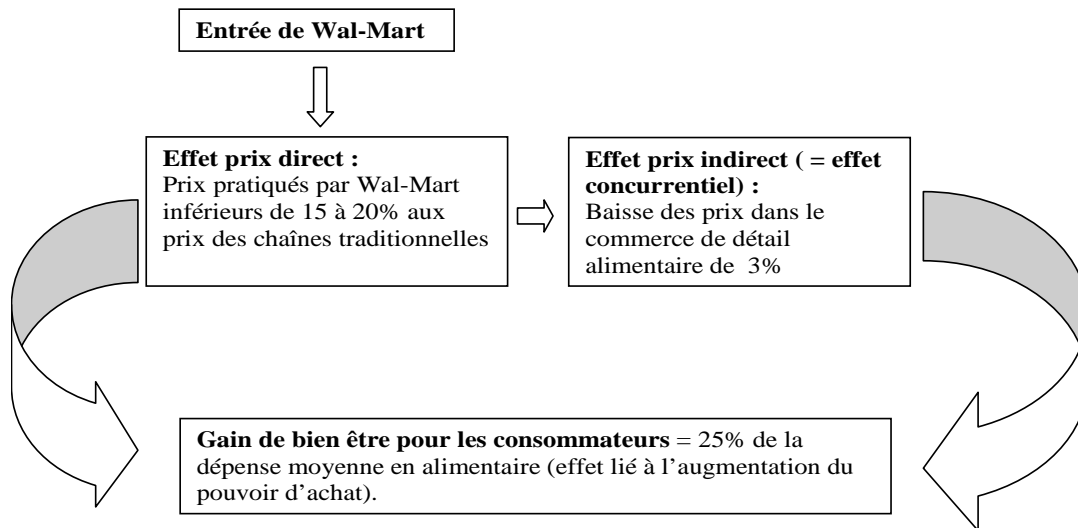 Entrée de Wal-Mart
Effet prix direct :
Prix pratiqués par Wal-Mart
inférieurs de 15 à 20% aux
prix des chaînes traditionnelles
Effet prix indirect ( = effet
concurrentiel) :
Baisse des prix dans le
commerce de détail
alimentaire de 3%
Gain de bien être pour les consommateurs = 25% de la
dépense moyenne en alimentaire (effet lié à l’augmentation du
pouvoir d’achat).